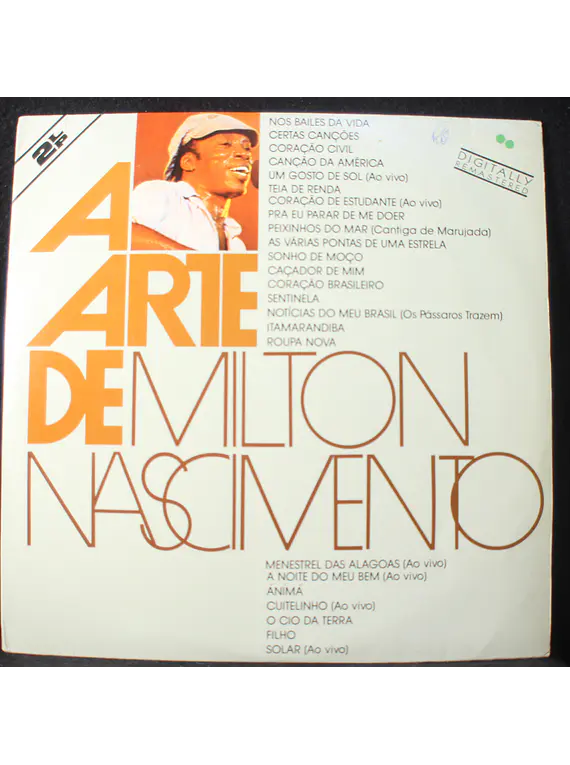 2LP
NOS BAILES DA VIDA
CERTAS CANÇÕES
CORAÇÃO CIVIL
CANÇÃO DA AMÉRICA
UM GOSTO DE SOL (Ao vivo)
TEIA DE RENDA
CORAÇÃO DE ESTUDANTE (Ao vivo)
PRA EU PARAR DE ME DOER
PEIXINHOS DO MAR (Cantiga de Marujada)
AS VÁRIAS PONTAS DE UMA ESTRELA
SONHO DE MOÇO
CAÇADOR DE MIM
CORAÇÃO BRASILEIRO
SENTINELA
NOTÍCIAS DO MEU BRASIL (Os Pássaros Trazem)
ITAMARANDIBA
ROUPA NOVA
DIGITALLY
REMASTERED
A
ARTE
DE MILTON
NASCIMENTO
MENESTREL DAS ALAGOAS (Ao vivo)
A NOITE DO MEU BEM (Ao vivo)
ÁNIMA
CUITELINHO (Ao vivo)
O CIO DA TERRA
FILHO
SOLAR (Ao vivo)